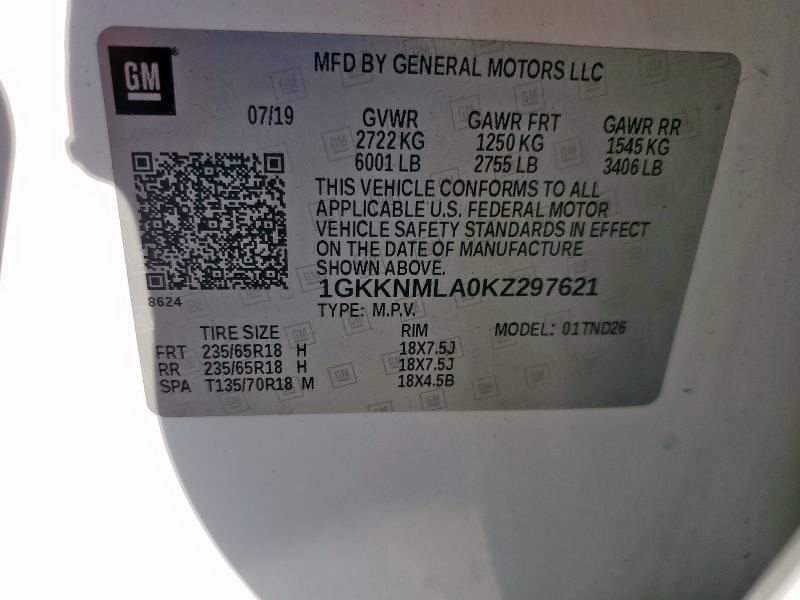 GM
MFD BY GENERAL MOTORS LLC
07/19
GVWR GAWR FRT GAWR RR
2722 KG 1250 KG 1545 KG
6001 LB 2755 LB 3406 LB
THIS VEHICLE CONFORMS TO ALL
APPLICABLE U.S. FEDERAL MOTOR
VEHICLE SAFETY STANDARDS IN EFFECT
ON THE DATE OF MANUFACTURE
SHOWN ABOVE.
1GKKNMLA0KZ297621
8624
TYPE: M.P.V.
TIRE SIZE RIM MODEL: 01TND26
FRT 235/65R18 H 18X7.5J
RR 235/65R18 H 18X7.5J
SPA T135/70R18 M 18X4.5B